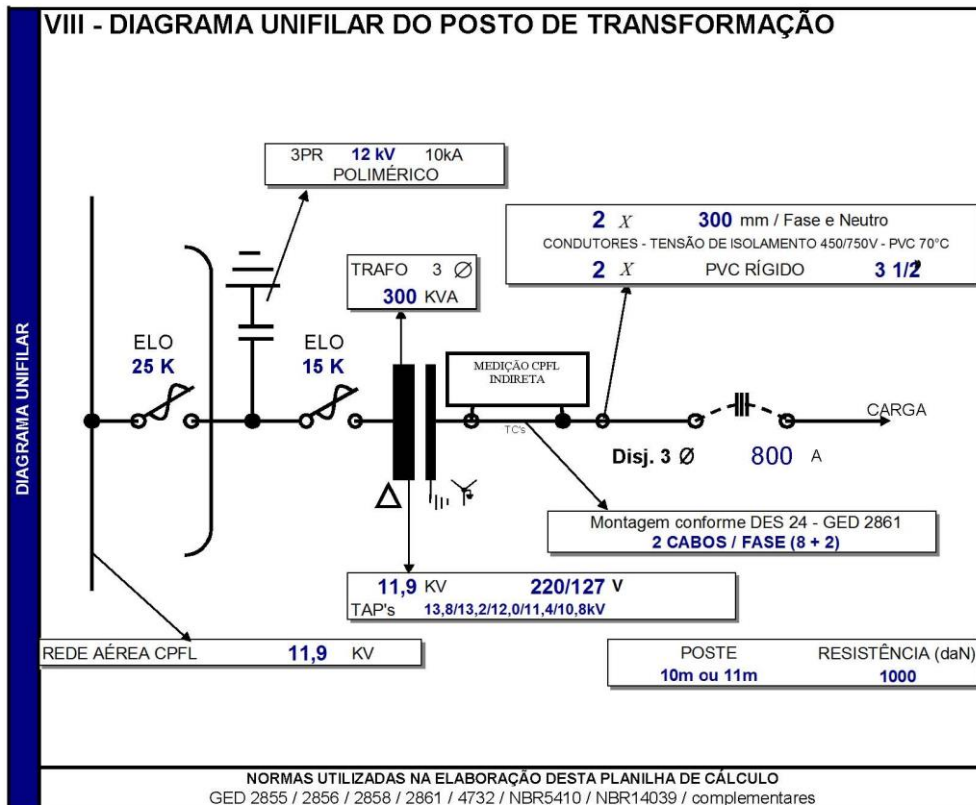 VIII - DIAGRAMA UNIFILAR DO POSTO DE TRANSFORMAÇÃO
DIAGRAMA UNIFILAR
3PR 12 kV 10kA
POLIMÉRICO
2 X 300 mm / Fase e Neutro
CONDUTORES - TENSÃO DE ISOLAMENTO 450/750V - PVC 70°C
2 X PVC RÍGIDO 3 1/2"
TRAFO 3 Ø
300 KVA
ELO
25 K
ELO
15 K
MEDIÇÃO CPFL
INDIRETA
TC's
CARGA
Disj. 3 Ø 800 A
Montagem conforme DES 24 - GED 2861
2 CABOS / FASE (8 + 2)
11,9 KV 220/127 V
TAP's 13,8/13,2/12,0/11,4/10,8kV
REDE AÉREA CPFL 11,9 KV
POSTE RESISTÊNCIA (daN)
10m ou 11m 1000
NORMAS UTILIZADAS NA ELABORAÇÃO DESTA PLANILHA DE CÁLCULO
GED 2855 / 2856 / 2858 / 2861 / 4732 / NBR5410 / NBR14039 / complementares